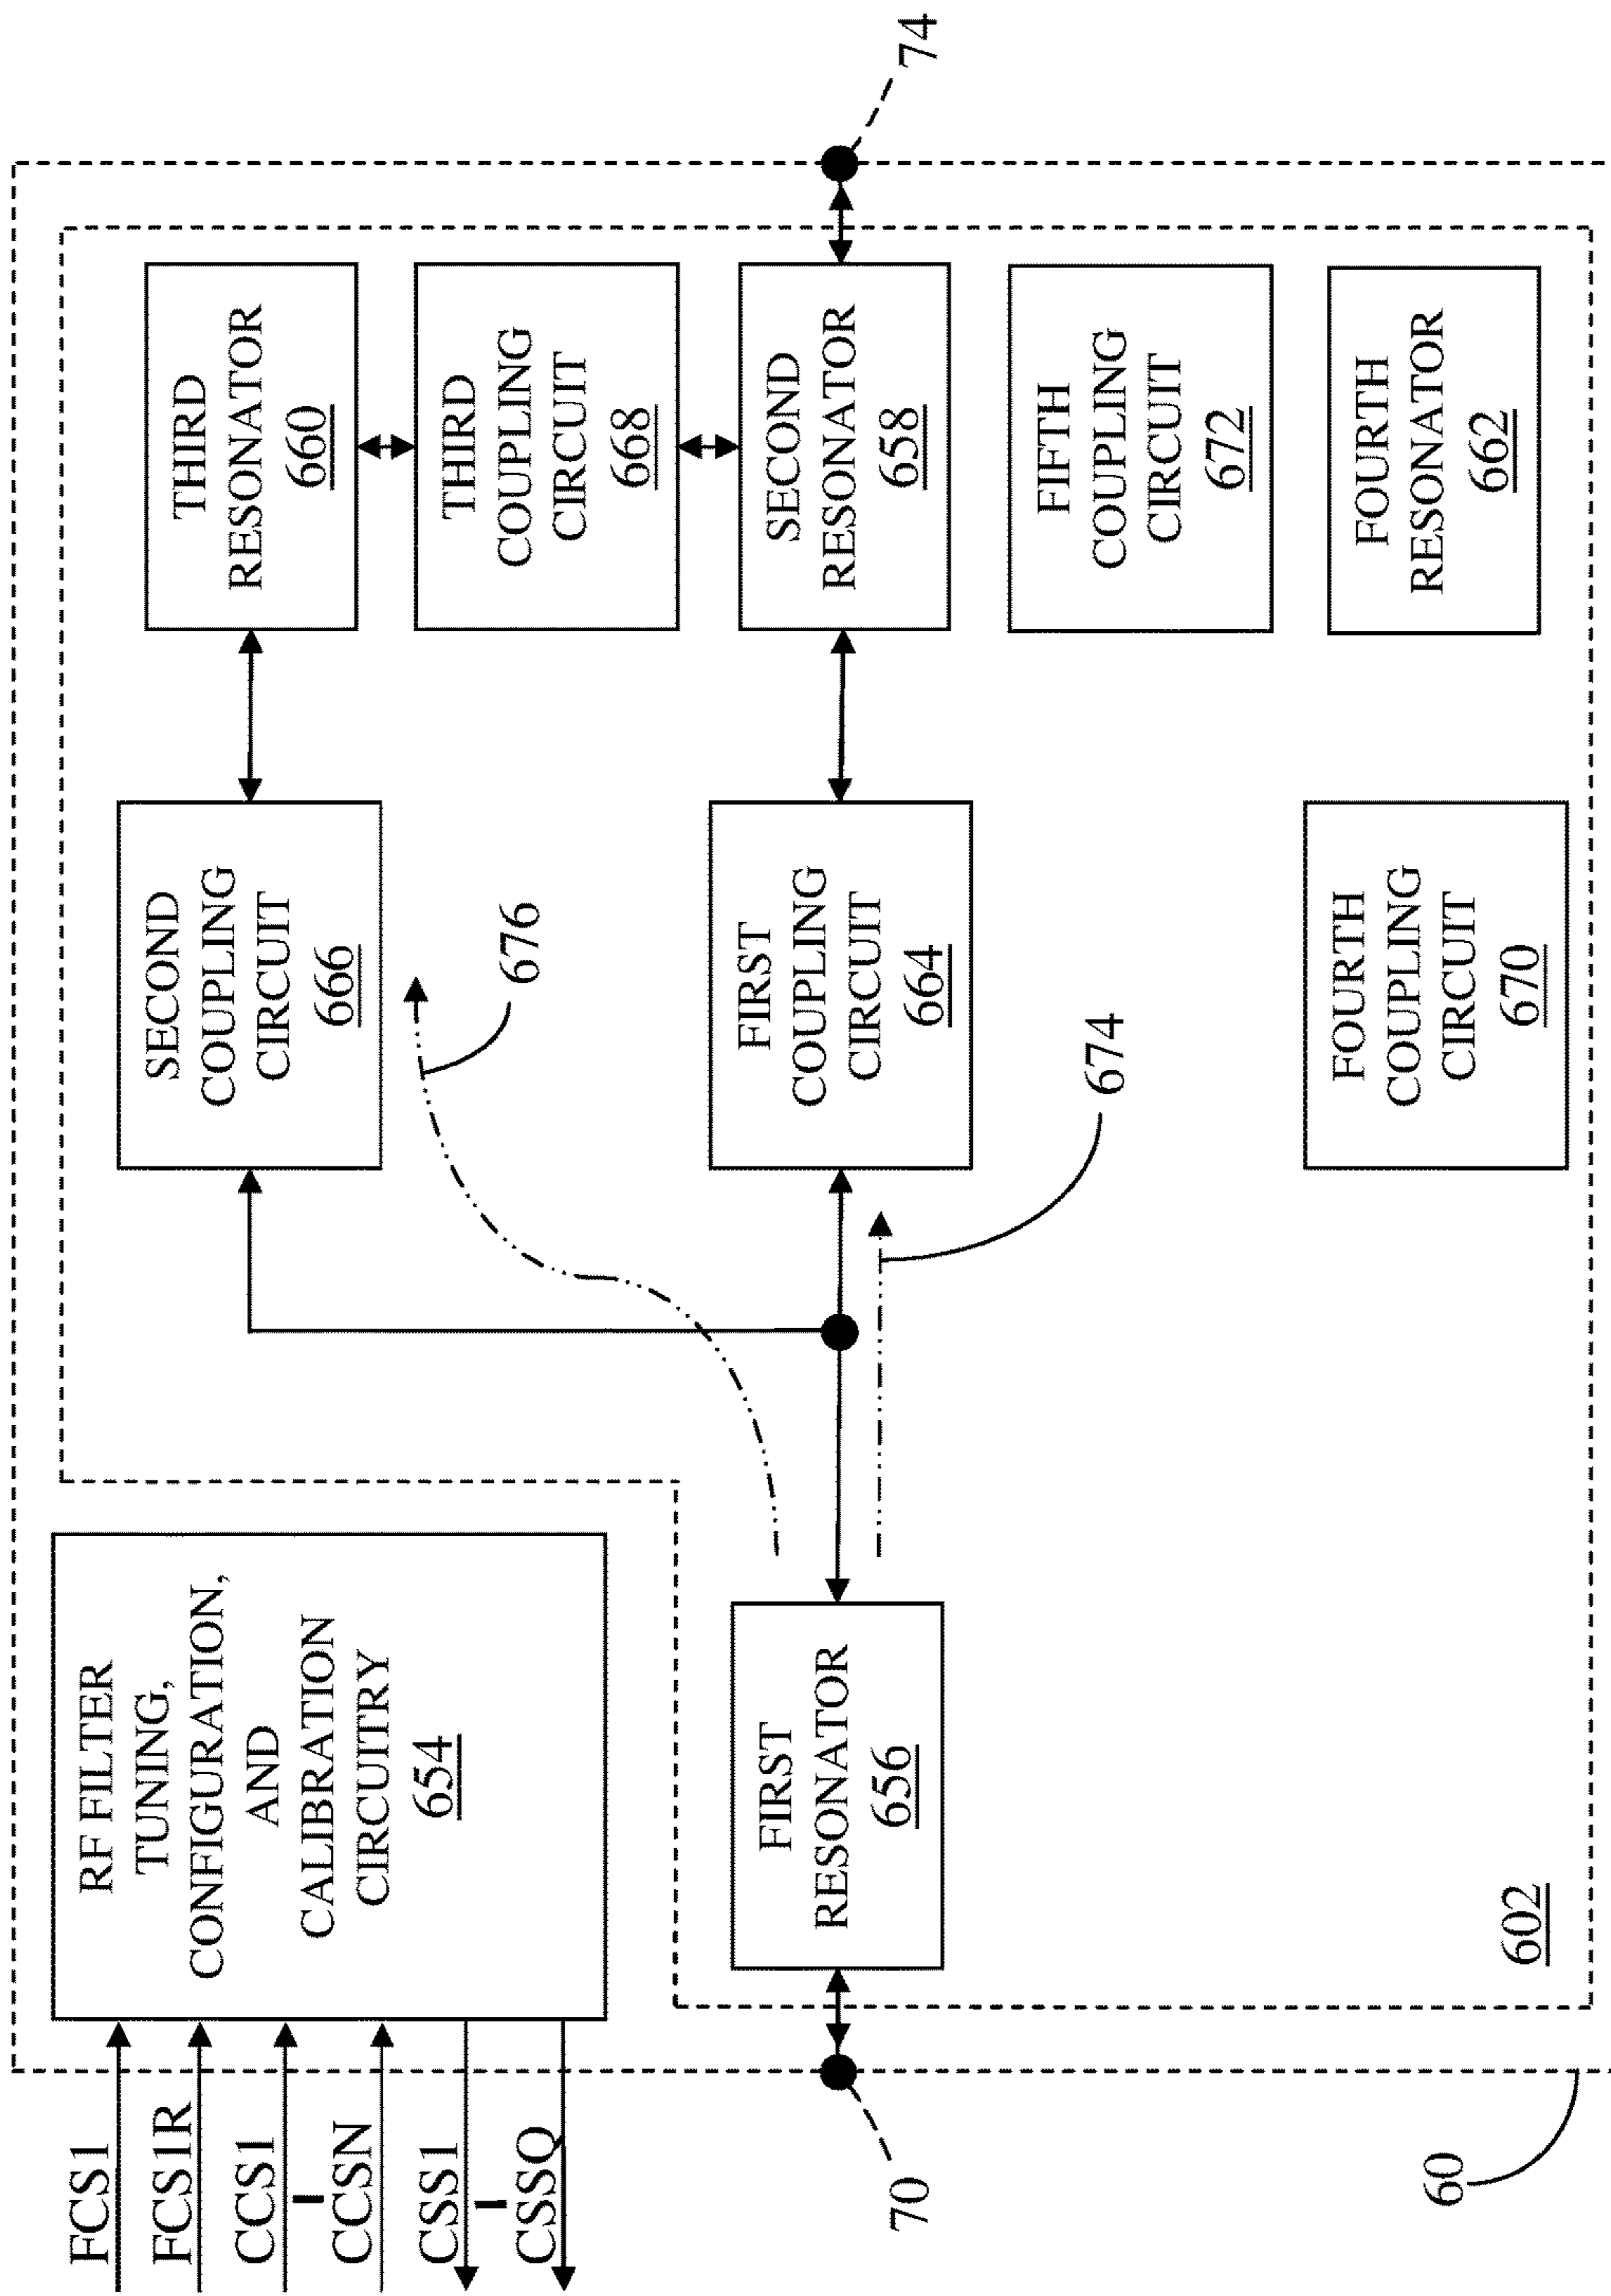 FCS1
FCS1R
CCS1
CCSN
CSS1
CSSQ
RF FILTER
TUNING,
CONFIGURATION,
AND
CALIBRATION
CIRCUITRY
654
SECOND
COUPLING
CIRCUIT
666
THIRD
RESONATOR
660
676
THIRD
COUPLING
CIRCUIT
668
70
FIRST
RESONATOR
656
FIRST
COUPLING
CIRCUIT
664
SECOND
RESONATOR
658
74
674
FIFTH
COUPLING
CIRCUIT
672
602
FOURTH
COUPLING
CIRCUIT
670
FOURTH
RESONATOR
662
60